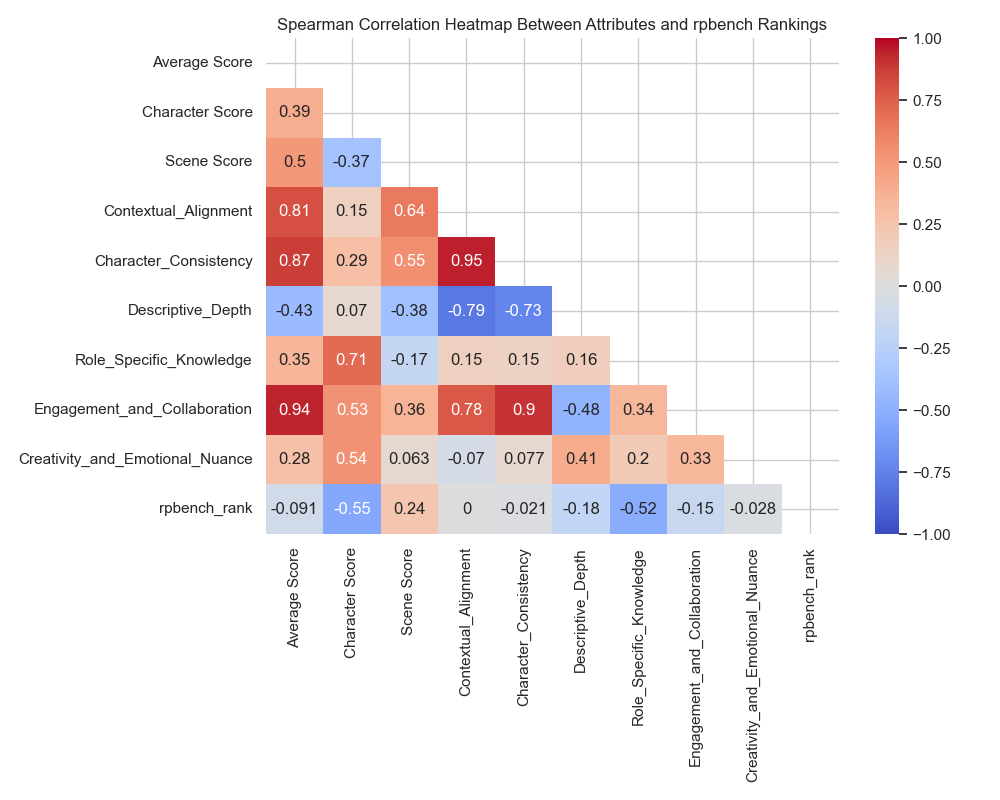 Spearman Correlation Heatmap Between Attributes and rpbench Rankings
Average Score
Character Score 0.39
Scene Score 0.5 -0.37
Contextual_Alignment 0.81 0.15 0.64
Character_Consistency 0.87 0.29 0.55 0.95
Descriptive_Depth -0.43 0.07 -0.38 -0.79 -0.73
Role_Specific_Knowledge 0.35 0.71 -0.17 0.15 0.15 0.16
Engagement_and_Collaboration 0.94 0.53 0.36 0.78 0.9 -0.48 0.34
Creativity_and_Emotional_Nuance 0.28 0.54 0.063 -0.07 0.077 0.41 0.2 0.33
rpbench_rank -0.091 -0.55 0.24 0 -0.021 -0.18 -0.52 -0.15 -0.028
Average Score
Character Score
Scene Score
Contextual_Alignment
Character_Consistency
Descriptive_Depth
Role_Specific_Knowledge
Engagement_and_Collaboration
Creativity_and_Emotional_Nuance
rpbench_rank
1.00
0.75
0.50
0.25
0.00
−0.25
−0.50
−0.75
−1.00